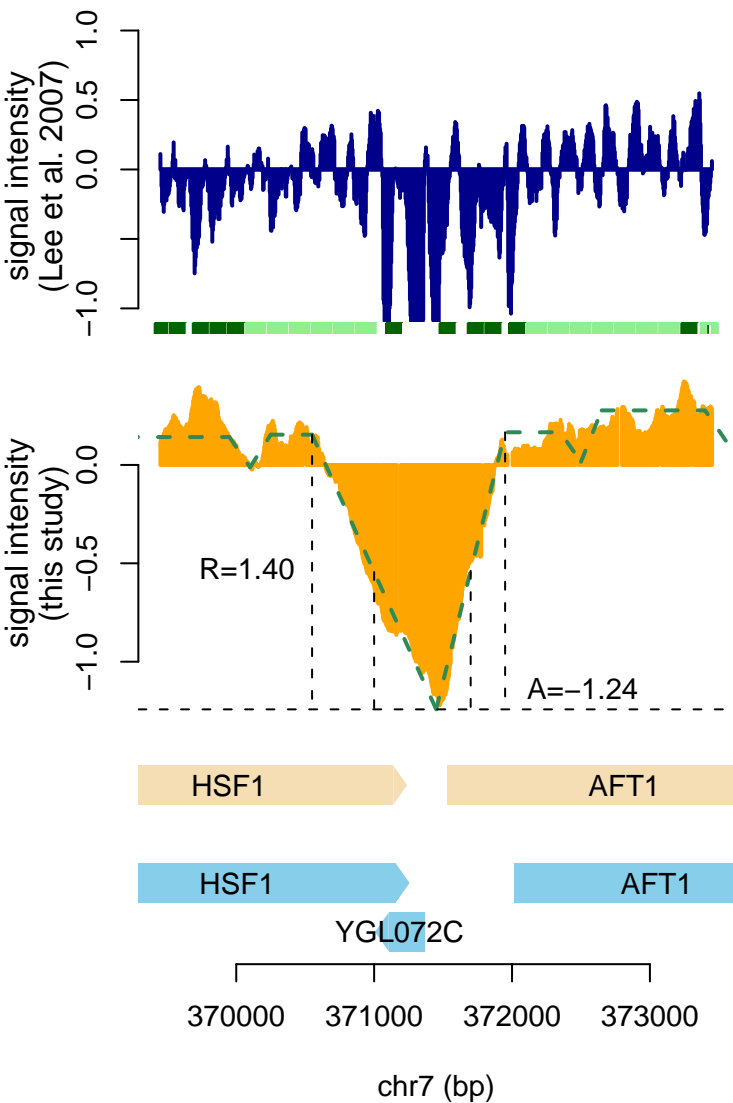 signal intensity
(Lee et al. 2007)
1.0
0.5
0.0
−1.0
signal intensity
(this study)
0.0
−0.5
−1.0
R=1.40
A=−1.24
HSF1 AFT1
HSF1 AFT1
YGL072C
370000 371000 372000 373000
chr7 (bp)